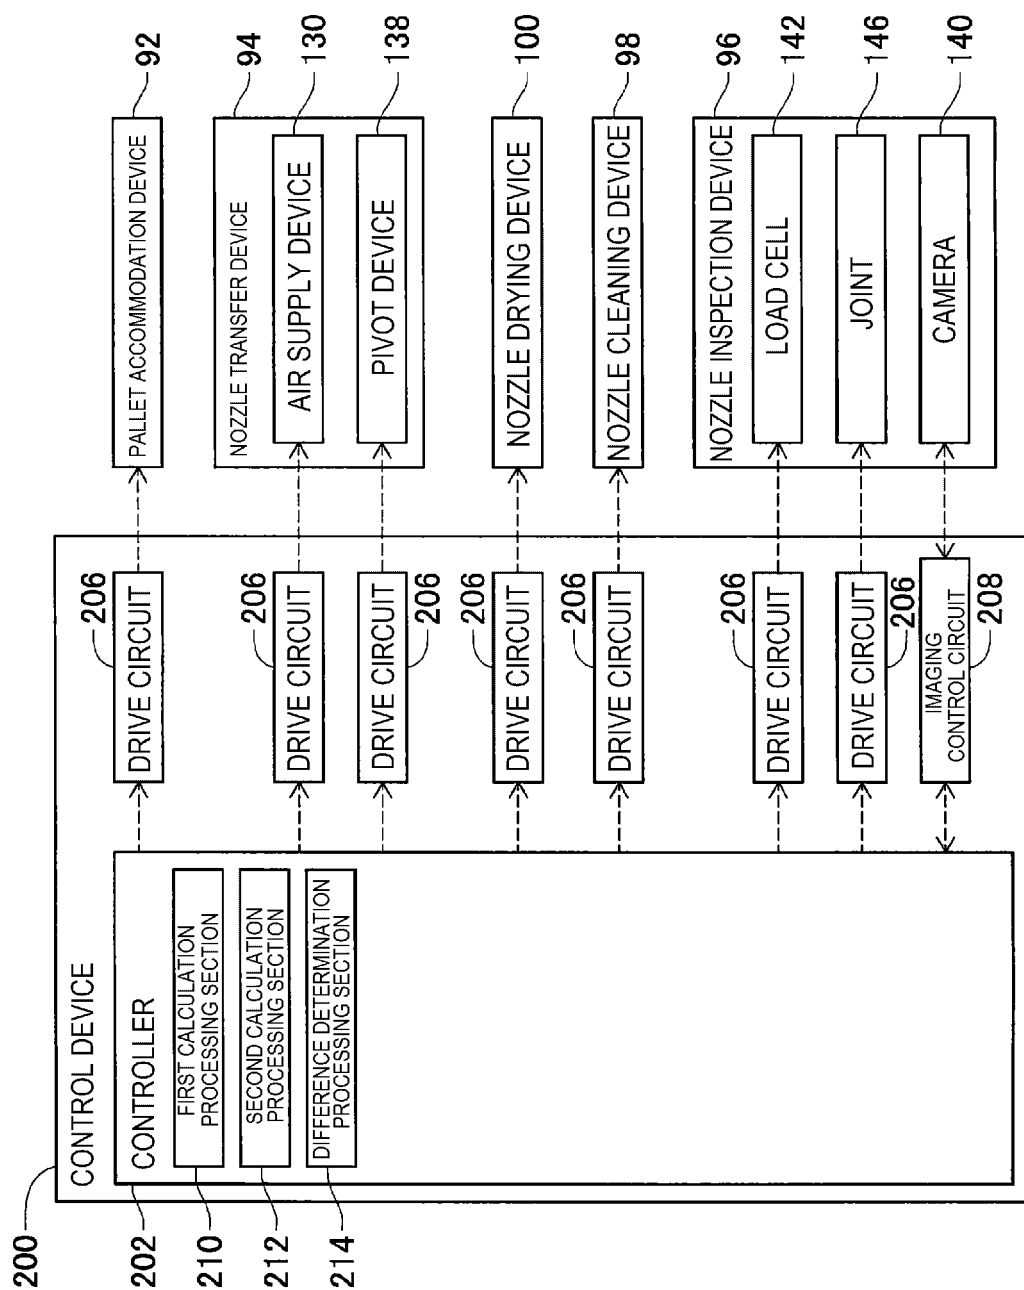 200
CONTROL DEVICE
202
CONTROLLER
210
FIRST CALCULATION
PROCESSING SECTION
212
SECOND CALCULATION
PROCESSING SECTION
214
DIFFERENCE DETERMINATION
PROCESSING SECTION
206
DRIVE CIRCUIT
PALLET ACCOMMODATION DEVICE
92
NOZZLE TRANSFER DEVICE
94
206
DRIVE CIRCUIT
AIR SUPPLY DEVICE
130
DRIVE CIRCUIT
206
PIVOT DEVICE
138
206
DRIVE CIRCUIT
NOZZLE DRYING DEVICE
100
206
DRIVE CIRCUIT
NOZZLE CLEANING DEVICE
98
NOZZLE INSPECTION DEVICE
96
206
DRIVE CIRCUIT
LOAD CELL
142
DRIVE CIRCUIT
206
JOINT
146
IMAGING
CONTROL CIRCUIT
208
CAMERA
140